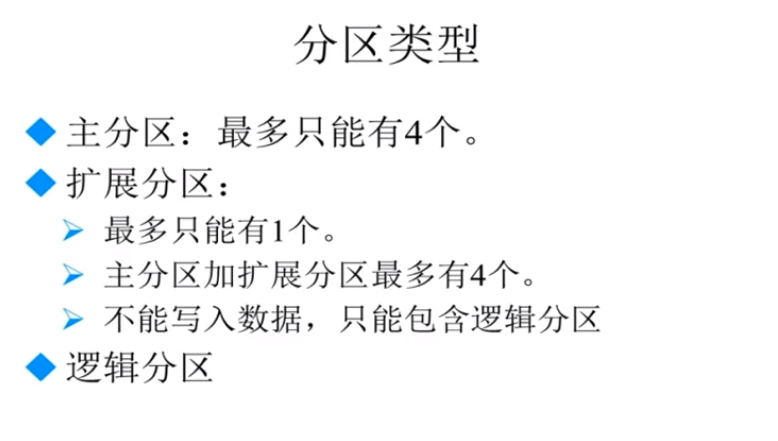 分区类型
主分区：最多只能有4个。
扩展分区：
最多只能有1个。
主分区加扩展分区最多有4个。
不能写入数据，只能包含逻辑分区
逻辑分区